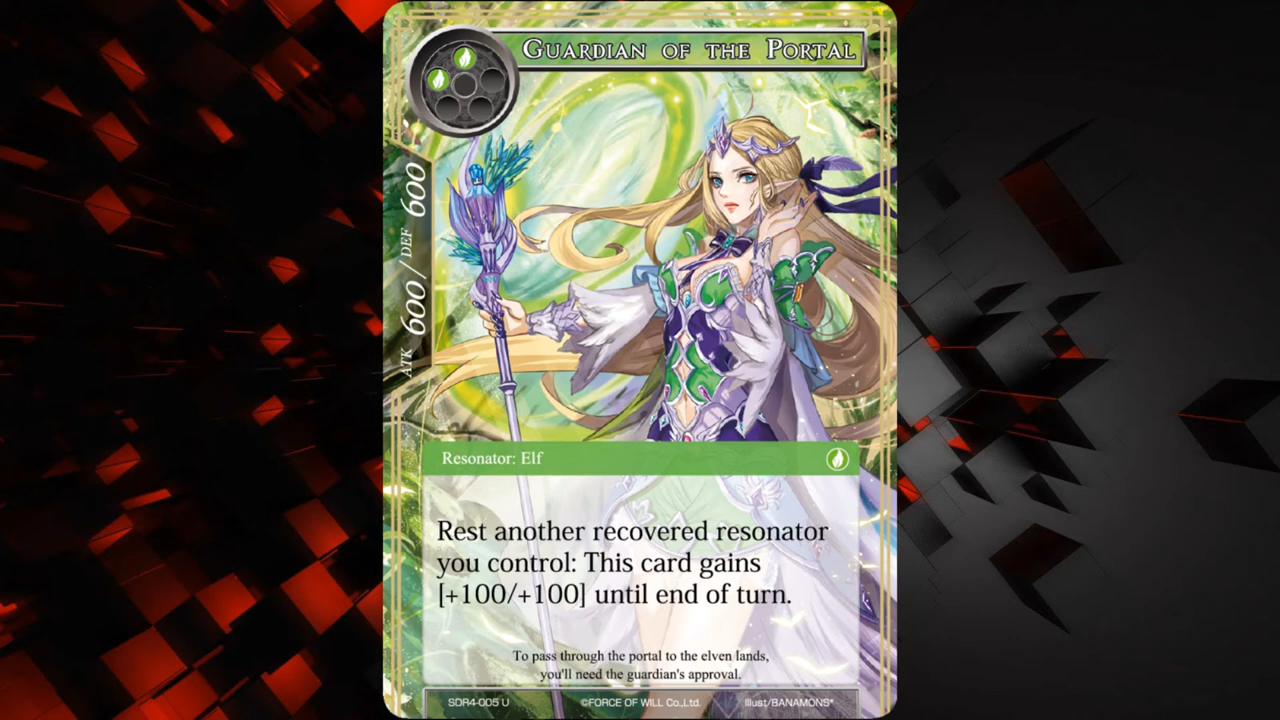 Guardian of the Portal
ATK 600 / DEF 600
Resonator: Elf
Rest another recovered resonator
you control: This card gains
[+100/+100] until end of turn.
To pass through the portal to the elven lands,
you'll need the guardian's approval.
SDR4-005 U ©FORCE OF WILL Co.,Ltd. Illust/BANAMONS*